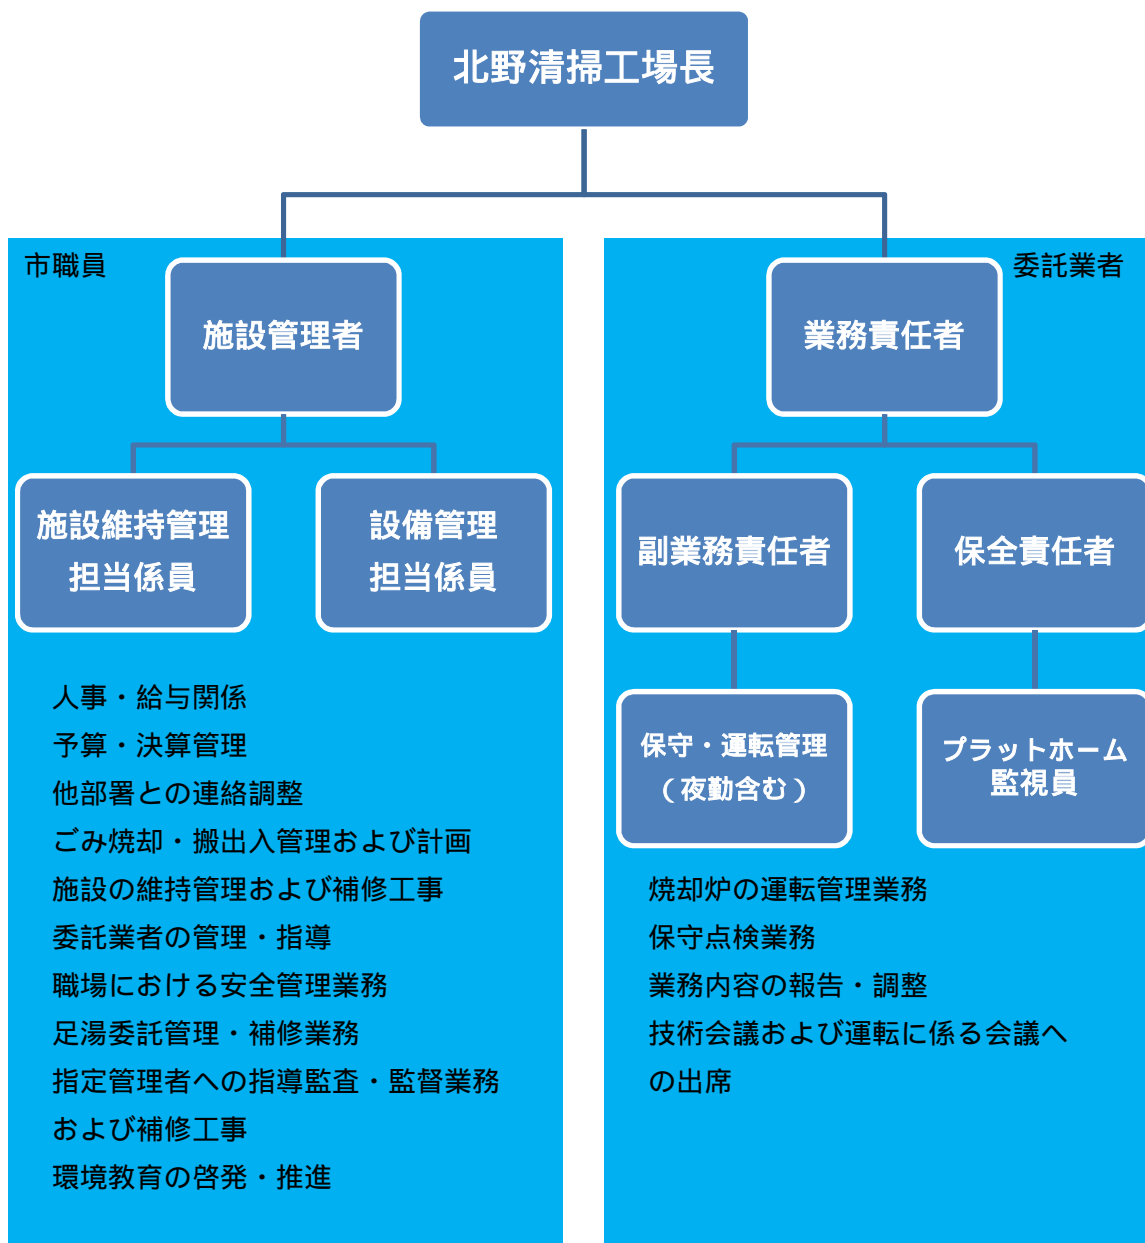 北野清掃工場長
市職員
施設管理者
施設維持管理
担当係員
設備管理
担当係員
人事・給与関係
予算・決算管理
他部署との連絡調整
ごみ焼却・搬出入管理および計画
施設の維持管理および補修工事
委託業者の管理・指導
職場における安全管理業務
足湯委託管理・補修業務
指定管理者への指導監査・監督業務
および補修工事
環境教育の啓発・推進
委託業者
業務責任者
副業務責任者
保全責任者
保守・運転管理
（夜勤含む）
プラットホーム
監視員
焼却炉の運転管理業務
保守点検業務
業務内容の報告・調整
技術会議および運転に係る会議へ
の出席